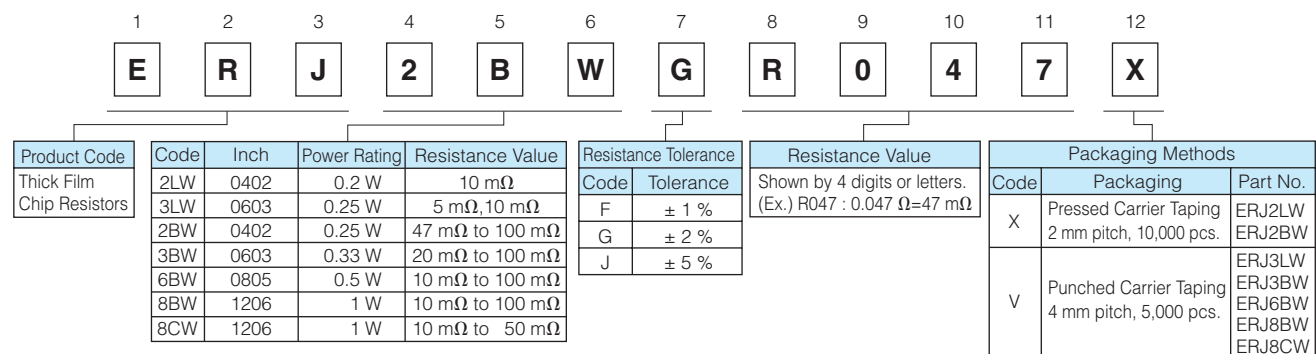 1 2 3 4 5 6 7 8 9 10 11 12
E R J 2 B W G R 0 4 7 X
Product Code
Thick Film
Chip Resistors
Code Inch Power Rating Resistance Value
2LW 0402 0.2 W 10 mΩ
3LW 0603 0.25 W 5 mΩ,10 mΩ
2BW 0402 0.25 W 47 mΩ to 100 mΩ
3BW 0603 0.33 W 20 mΩ to 100 mΩ
6BW 0805 0.5 W 10 mΩ to 100 mΩ
8BW 1206 1 W 10 mΩ to 100 mΩ
8CW 1206 1 W 10 mΩ to 50 mΩ
Resistance Tolerance
Code Tolerance
F ± 1 %
G ± 2 %
J ± 5 %
Resistance Value
Shown by 4 digits or letters.
(Ex.) R047 : 0.047 Ω=47 mΩ
Packaging Methods
Code Packaging Part No.
X
Pressed Carrier Taping
2 mm pitch, 10,000 pcs.
ERJ2LW
ERJ2BW
V
Punched Carrier Taping
4 mm pitch, 5,000 pcs.
ERJ3LW
ERJ3BW
ERJ6BW
ERJ8BW
ERJ8CW